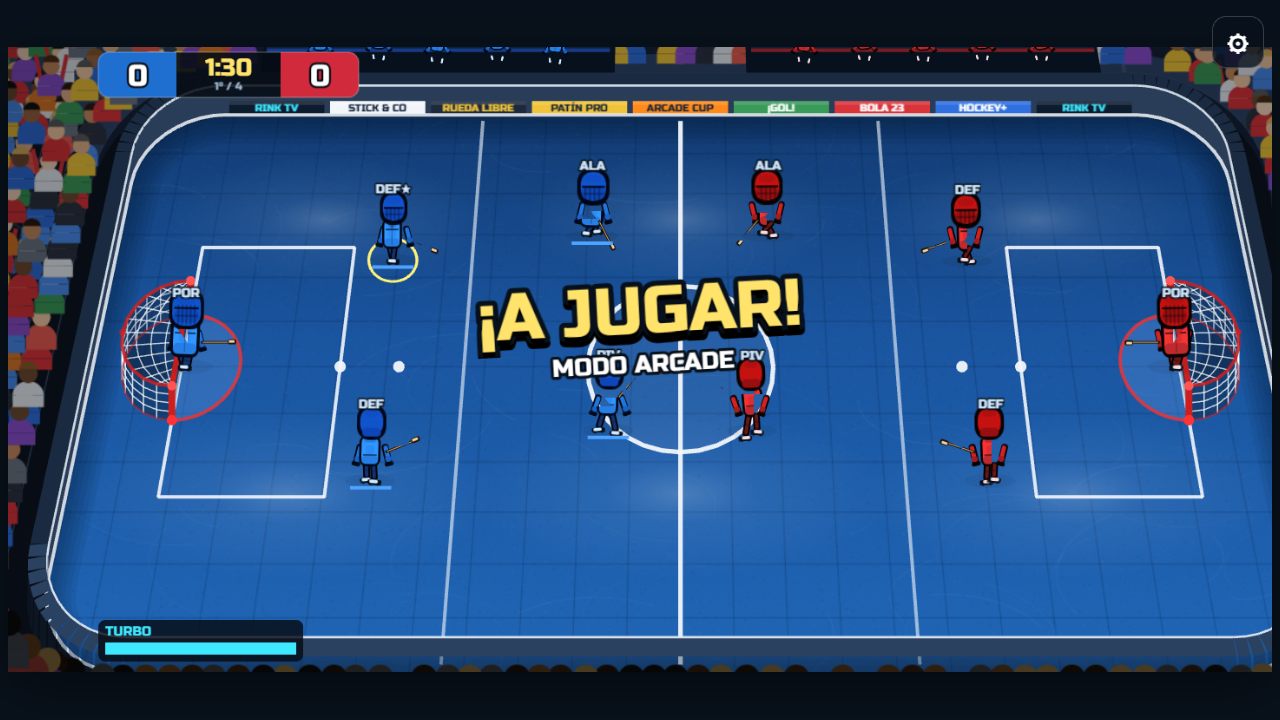 0 1:30 0
1º / 4
RINK TV STICK & CO RUEDA LIBRE PATÍN PRO ARCADE CUP ¡GOL! BOLA 23 HOCKEY+ RINK TV
ALA ALA
DEF★ DEF
POR POR
¡A JUGAR!
MODO ARCADE
PIV
DEF DEF
TURBO